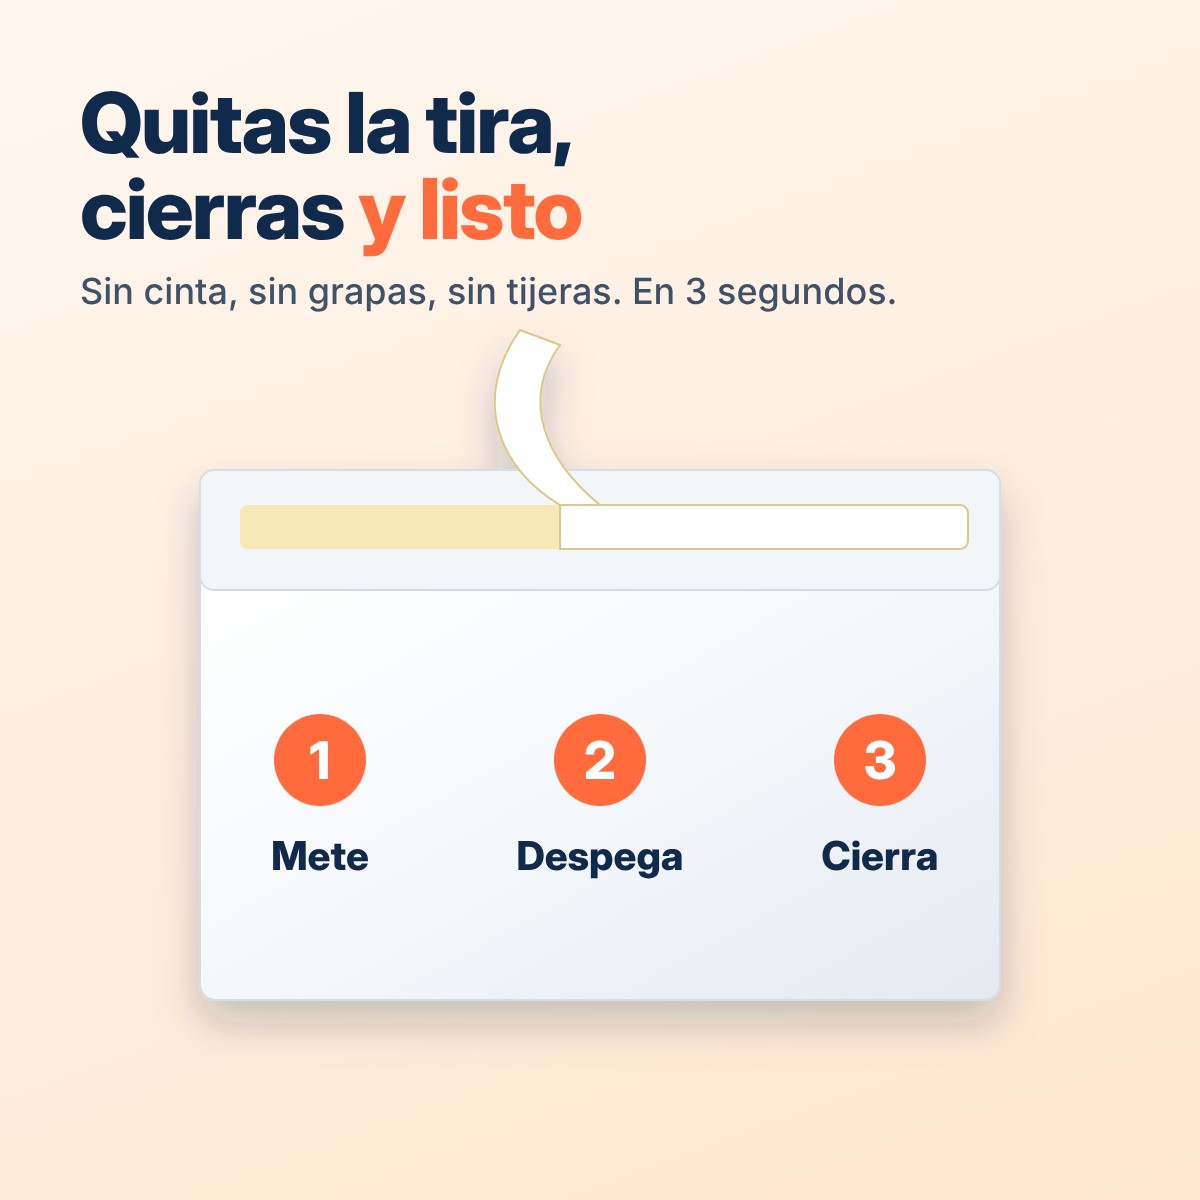 Quitas la tira,
cierras y listo
Sin cinta, sin grapas, sin tijeras. En 3 segundos.
1 2 3
Mete Despega Cierra